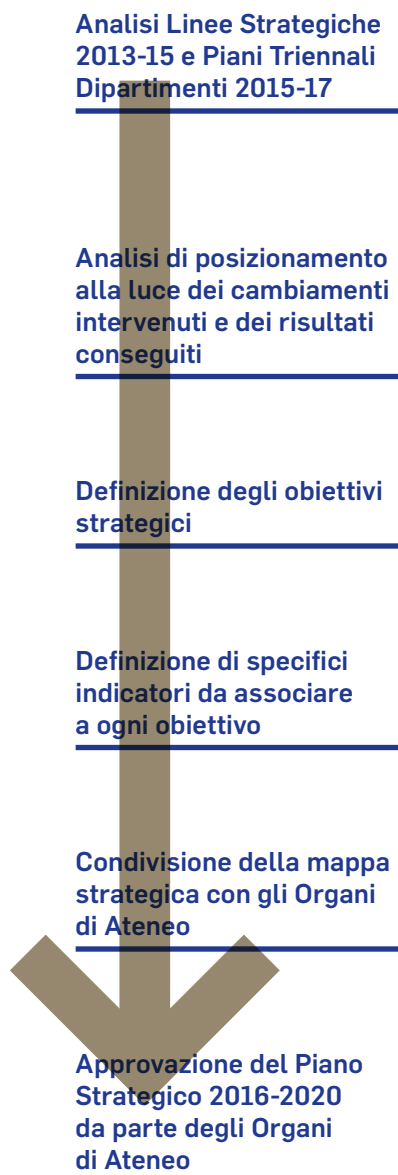 Analisi Linee Strategiche
2013-15 e Piani Triennali
Dipartimenti 2015-17
Analisi di posizionamento
alla luce dei cambiamenti
intervenuti e dei risultati
conseguiti
Definizione degli obiettivi
strategici
Definizione di specifici
indicatori da associare
a ogni obiettivo
Condivisione della mappa
strategica con gli Organi
di Ateneo
Approvazione del Piano
Strategico 2016-2020
da parte degli Organi
di Ateneo